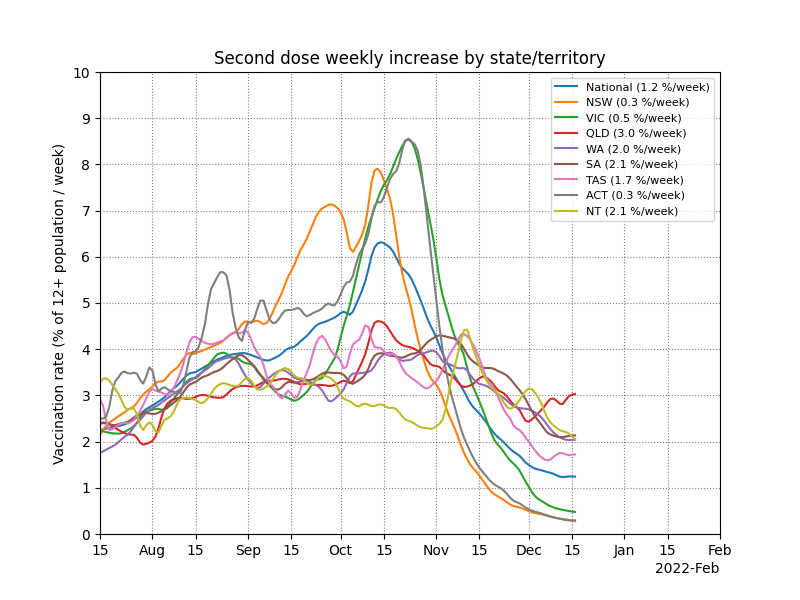 Second dose weekly increase by state/territory
Vaccination rate (% of 12+ population / week)
10
9
8
7
6
5
4
3
2
1
0
National (1.2 %/week)
NSW (0.3 %/week)
VIC (0.5 %/week)
QLD (3.0 %/week)
WA (2.0 %/week)
SA (2.1 %/week)
TAS (1.7 %/week)
ACT (0.3 %/week)
NT (2.1 %/week)
15 Aug 15 Sep 15 Oct 15 Nov 15 Dec 15 Jan 15 Feb
2022-Feb